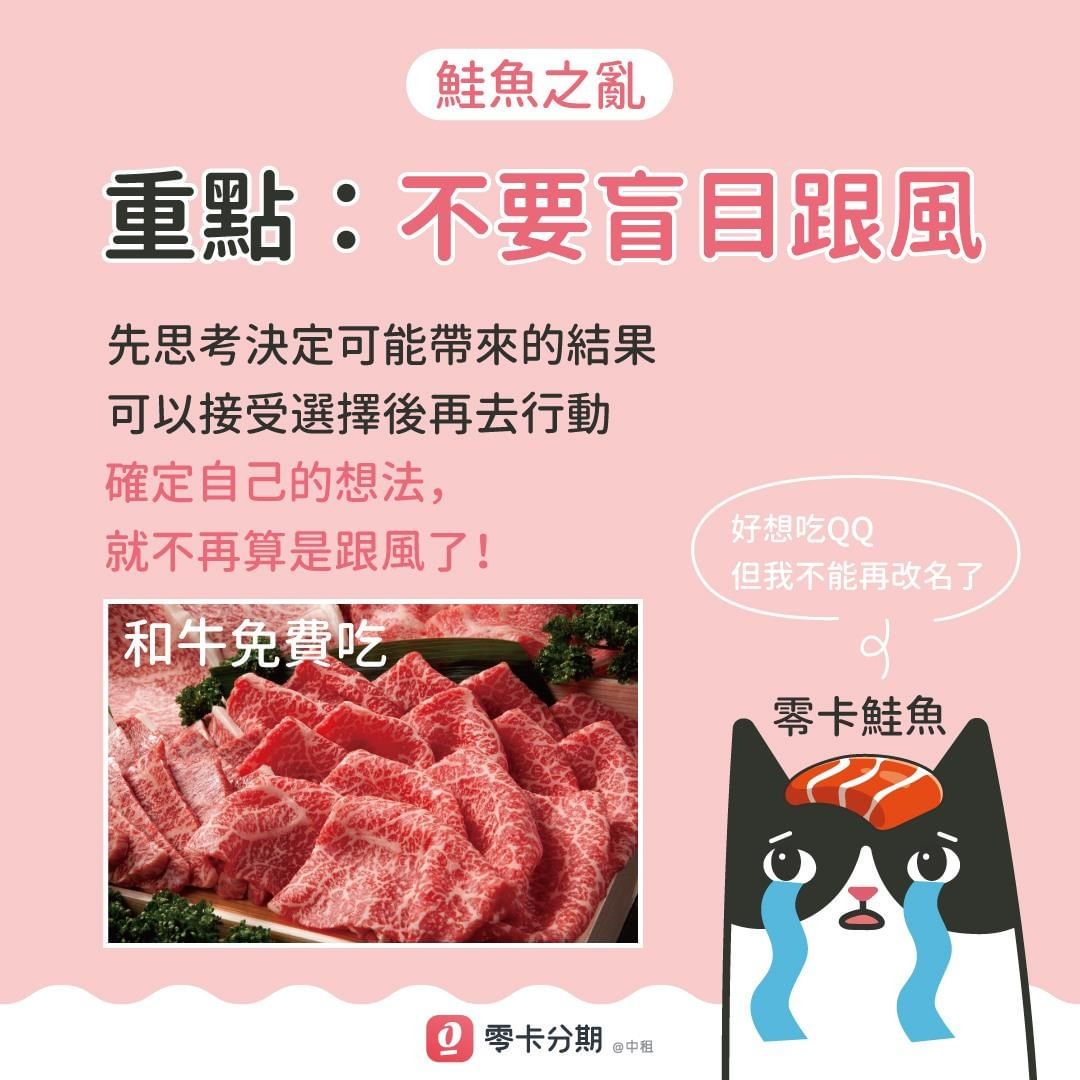 鮭魚之亂
重點：不要盲目跟風
先思考決定可能帶來的結果
可以接受選擇後再去行動
確定自己的想法，
就不再算是跟風了！
好想吃QQ
但我不能再改名了
和牛免費吃
零卡鮭魚
零卡分期 @中租